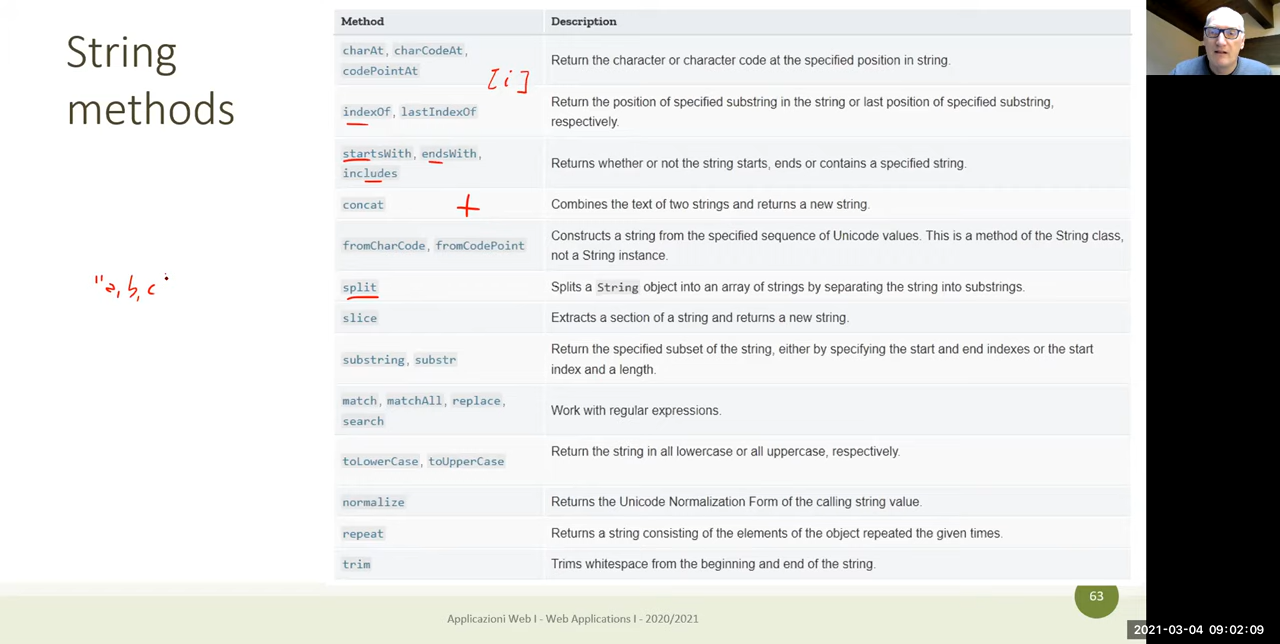 String
methods
Method Description
charAt, charCodeAt,
codePointAt
Return the character or character code at the specified position in string.
[i]
indexOf, lastIndexOf
Return the position of specified substring in the string or last position of specified substring,
respectively.
startsWith, endsWith,
includes
Returns whether or not the string starts, ends or contains a specified string.
concat
+
Combines the text of two strings and returns a new string.
fromCharCode, fromCodePoint
Constructs a string from the specified sequence of Unicode values. This is a method of the String class,
not a String instance.
"a, b, c
split
Splits a String object into an array of strings by separating the string into substrings.
slice
Extracts a section of a string and returns a new string.
substring, substr
Return the specified subset of the string, either by specifying the start and end indexes or the start
index and a length.
match, matchAll, replace,
search
Work with regular expressions.
toLowerCase, toUpperCase
Return the string in all lowercase or all uppercase, respectively.
normalize
Returns the Unicode Normalization Form of the calling string value.
repeat
Returns a string consisting of the elements of the object repeated the given times.
trim
Trims whitespace from the beginning and end of the string.
63
Applicazioni Web I - Web Applications I - 2020/2021
2021-03-04 09:02:09